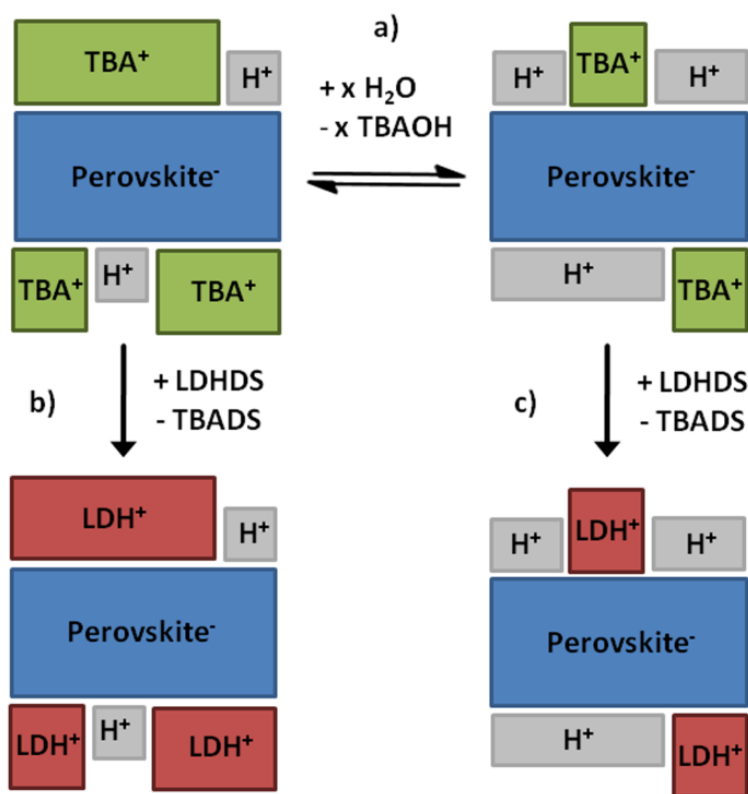 a)
TBA⁺
H⁺
+ x H₂O
- x TBAOH
H⁺
TBA⁺
H⁺
Perovskite⁻
Perovskite⁻
TBA⁺
H⁺
TBA⁺
H⁺
TBA⁺
b)
+ LDHDS
- TBADS
c)
+ LDHDS
- TBADS
LDH⁺
H⁺
H⁺
LDH⁺
H⁺
Perovskite⁻
Perovskite⁻
LDH⁺
H⁺
LDH⁺
H⁺
LDH⁺